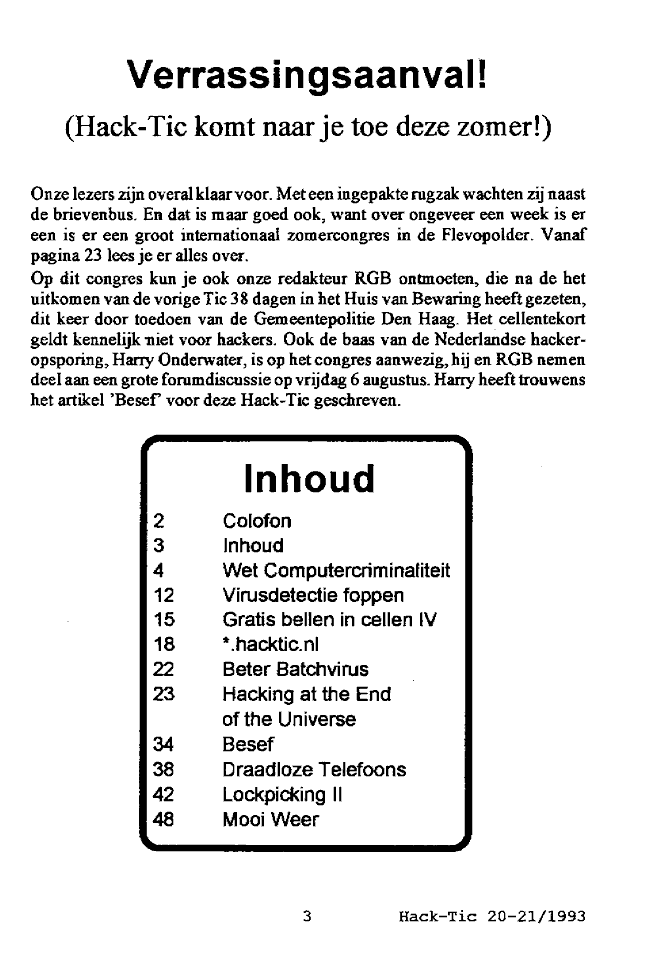 Verrassingsaanval!
(Hack-Tic komt naar je toe deze zomer!)
Onze lezers zijn overal klaar voor. Met een ingepakte rugzak wachten zij naast
de brievenbus. En dat is maar goed ook, want over ongeveer een week is er
een is er een groot internationaal zomercongres in de Flevopolder. Vanaf
pagina 23 lees je er alles over.
Op dit congres kun je ook onze redakteur RGB ontmoeten, die na de het
uitkomen van de vorige Tic 38 dagen in het Huis van Bewaring heeft gezeten,
dit keer door toedoen van de Gemeentepolitie Den Haag. Het cellentekort
geldt kennelijk niet voor hackers. Ook de baas van de Nederlandse hacker-
opsporing, Harry Onderwater, is op het congres aanwezig, hij en RGB nemen
deel aan een grote forumdiscussie op vrijdag 6 augustus. Harry heeft trouwens
het artikel 'Besef' voor deze Hack-Tic geschreven.
Inhoud
2 Colofon
3 Inhoud
4 Wet Computercriminaliteit
12 Virusdetectie foppen
15 Gratis bellen in cellen IV
18 *.hacktic.nl
22 Beter Batchvirus
23 Hacking at the End
of the Universe
34 Besef
38 Draadloze Telefoons
42 Lockpicking II
48 Mooi Weer
3 Hack-Tic 20-21/1993